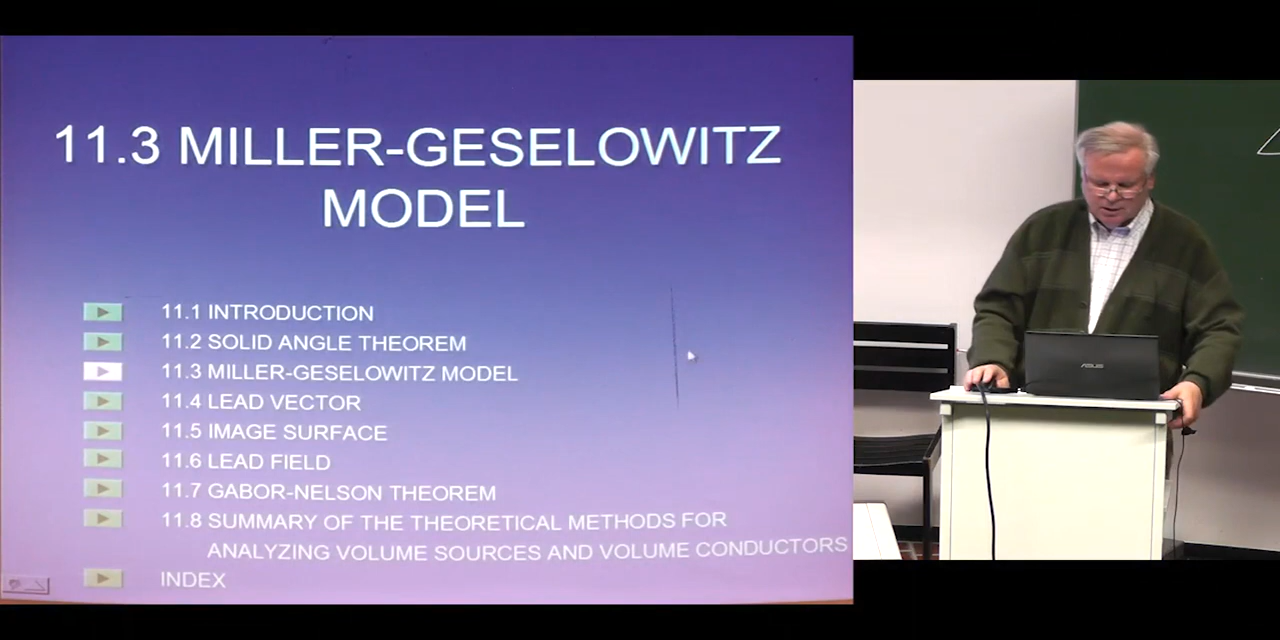 11.3 MILLER-GESELOWITZ
MODEL
11.1 INTRODUCTION
11.2 SOLID ANGLE THEOREM
11.3 MILLER-GESELOWITZ MODEL
11.4 LEAD VECTOR
11.5 IMAGE SURFACE
11.6 LEAD FIELD
11.7 GABOR-NELSON THEOREM
11.8 SUMMARY OF THE THEORETICAL METHODS FOR
ANALYZING VOLUME SOURCES AND VOLUME CONDUCTORS
INDEX
ASUS